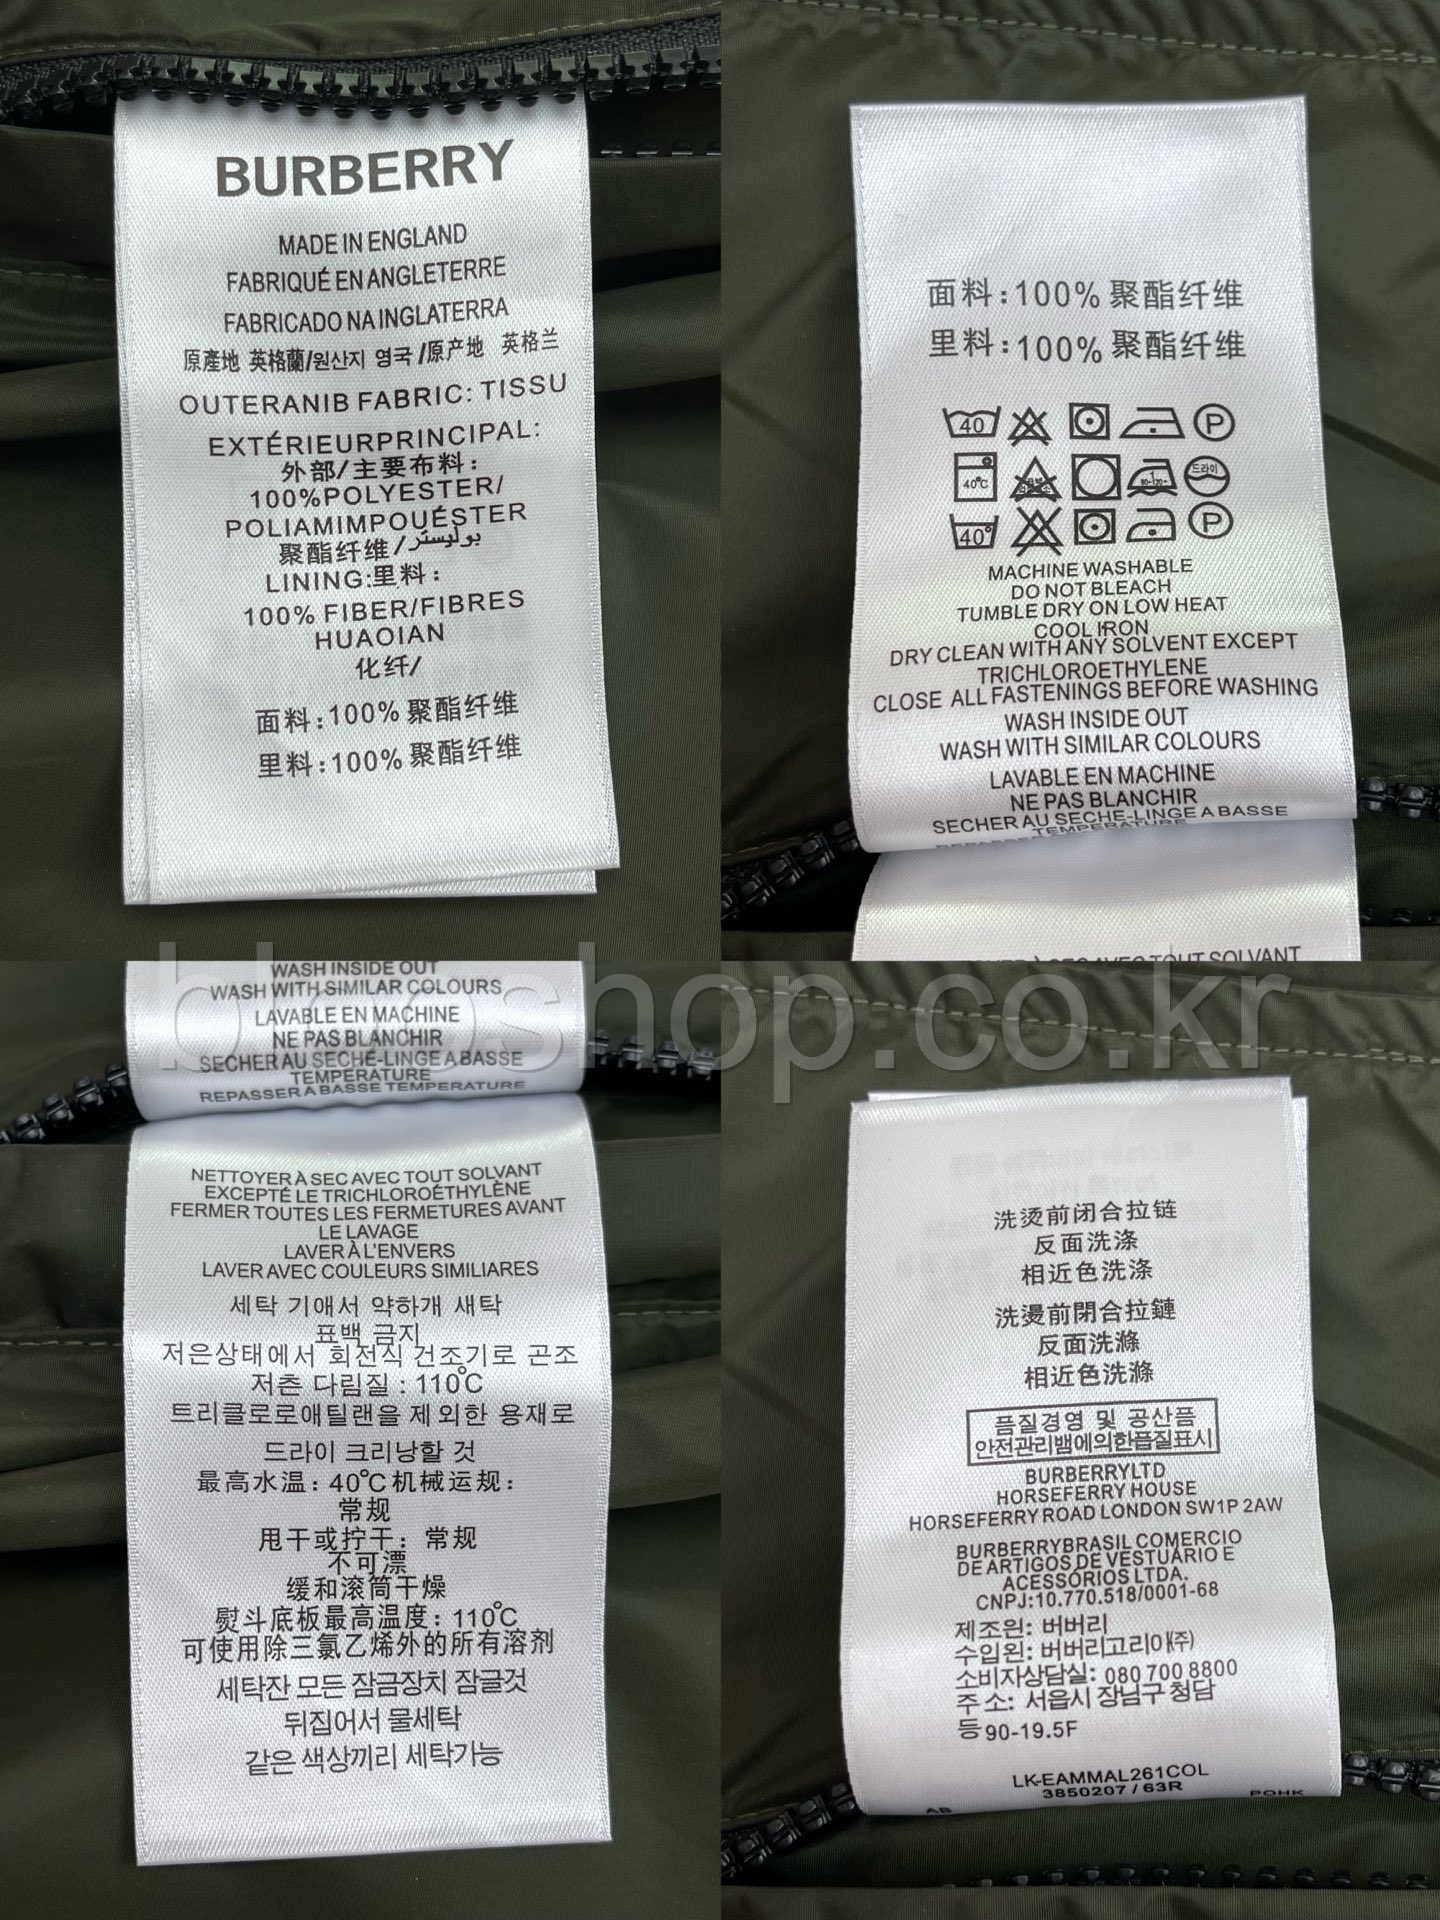 BURBERRY
MADE IN ENGLAND
FABRIQUÉ EN ANGLETERRE
FABRICADO NA INGLATERRA
原產地 英格蘭/원산지 영국/原产地 英格兰
OUTERANIB FABRIC: TISSU
EXTÉRIEURPRINCIPAL:
外部/主要布料:
100%POLYESTER/
POLIAMIMPOUÉSTER
聚酯纤维/بوليستر
LINING:里料:
100% FIBER/FIBRES
HUAOIAN
化纤/
面料:100% 聚酯纤维
里料:100% 聚酯纤维
面料:100% 聚酯纤维
里料:100% 聚酯纤维
40 P
40°C 드라이
40° P
MACHINE WASHABLE
DO NOT BLEACH
TUMBLE DRY ON LOW HEAT
COOL IRON
DRY CLEAN WITH ANY SOLVENT EXCEPT
TRICHLOROETHYLENE
CLOSE ALL FASTENINGS BEFORE WASHING
WASH INSIDE OUT
WASH WITH SIMILAR COLOURS
LAVABLE EN MACHINE
NE PAS BLANCHIR
SECHER AU SECHE-LINGE A BASSE
TEMPERATURE
AVEC TOUT SOLVANT
bbooshop.co.kr
WASH INSIDE OUT
WASH WITH SIMILAR COLOURS
LAVABLE EN MACHINE
NE PAS BLANCHIR
SECHER AU SECHÉ-LINGE A BASSE
TEMPERATURE
REPASSER A BASSE TEMPERATURE
NETTOYER À SEC AVEC TOUT SOLVANT
EXCEPTÉ LE TRICHLOROÉTHYLÈNE
FERMER TOUTES LES FERMETURES AVANT
LE LAVAGE
LAVER À L'ENVERS
LAVER AVEC COULEURS SIMILIARES
세탁 기애서 약하개 새탁
표백 금지
저은상태에서 회전식 건조기로 곤조
저촌 다림질 : 110°C
트리클로로애틸랜을 제외한 용재로
드라이 크리낭할 것
最高水温: 40°C机械运规:
常规
甩干或拧干: 常规
不可漂
缓和滚筒干燥
熨斗底板最高温度: 110°C
可使用除三氯乙烯外的所有溶剂
세탁잔 모든 잠금장치 잠글것
뒤집어서 물세탁
같은 색상끼리 세탁가능
洗烫前闭合拉链
反面洗涤
相近色洗涤
洗燙前閉合拉鏈
反面洗滌
相近色洗滌
품질경영 및 공산픔
안전관리뱀에의한픔질표시
BURBERRYLTD
HORSEFERRY HOUSE
HORSEFERRY ROAD LONDON SW1P 2AW
BURBERRYBRASIL COMERCIO
DE ARTIGOS DE VESTUÁRIO E
ACESSÓRIOS LTDA.
CNPJ:10.770.518/0001-68
제조원: 버버리
수입원: 버버리고리아(주)
소비자상담실: 080 700 8800
주 소: 서읍시 장님구 청담
등 90-19.5F
LK-EAMMAL261COL
3850207 / 63R
AB POHK